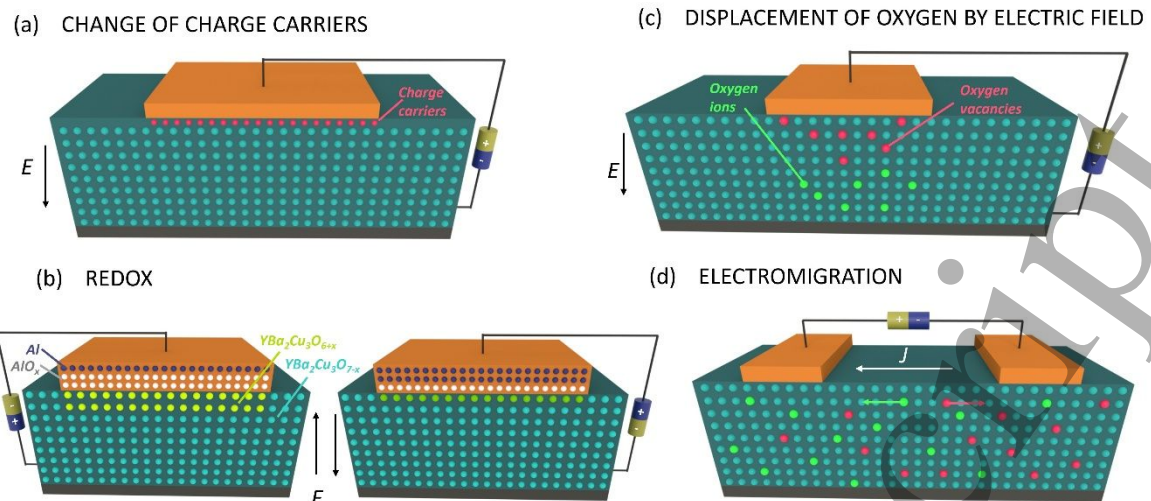 (a) CHANGE OF CHARGE CARRIERS
Charge
carriers
E
+
-
(c) DISPLACEMENT OF OXYGEN BY ELECTRIC FIELD
Oxygen
ions
Oxygen
vacancies
E
+
-
(b) REDOX
Al
AlOₓ
YBa₂Cu₃O₆₊ₓ
YBa₂Cu₃O₇₋ₓ
-
+
E
+
-
(d) ELECTROMIGRATION
+ -
J
cript